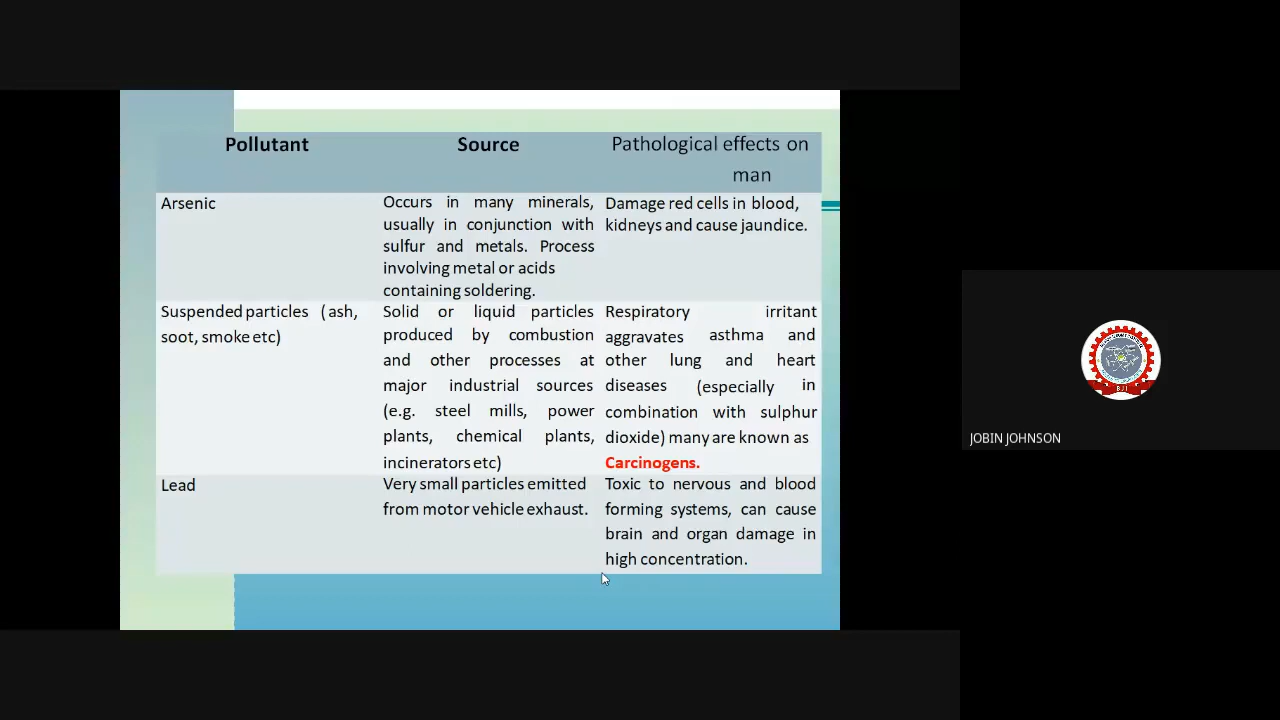 Pollutant Source Pathological effects on
man
Arsenic
Occurs in many minerals,
usually in conjunction with
sulfur and metals. Process
involving metal or acids
containing soldering.
Damage red cells in blood,
kidneys and cause jaundice.
Suspended particles ( ash,
soot, smoke etc)
Solid or liquid particles
produced by combustion
and other processes at
major industrial sources
(e.g. steel mills, power
plants, chemical plants,
incinerators etc)
Respiratory irritant
aggravates asthma and
other lung and heart
diseases (especially in
combination with sulphur
dioxide) many are known as
Carcinogens.
Lead
Very small particles emitted
from motor vehicle exhaust.
Toxic to nervous and blood
forming systems, can cause
brain and organ damage in
high concentration.
JOBIN JOHNSON